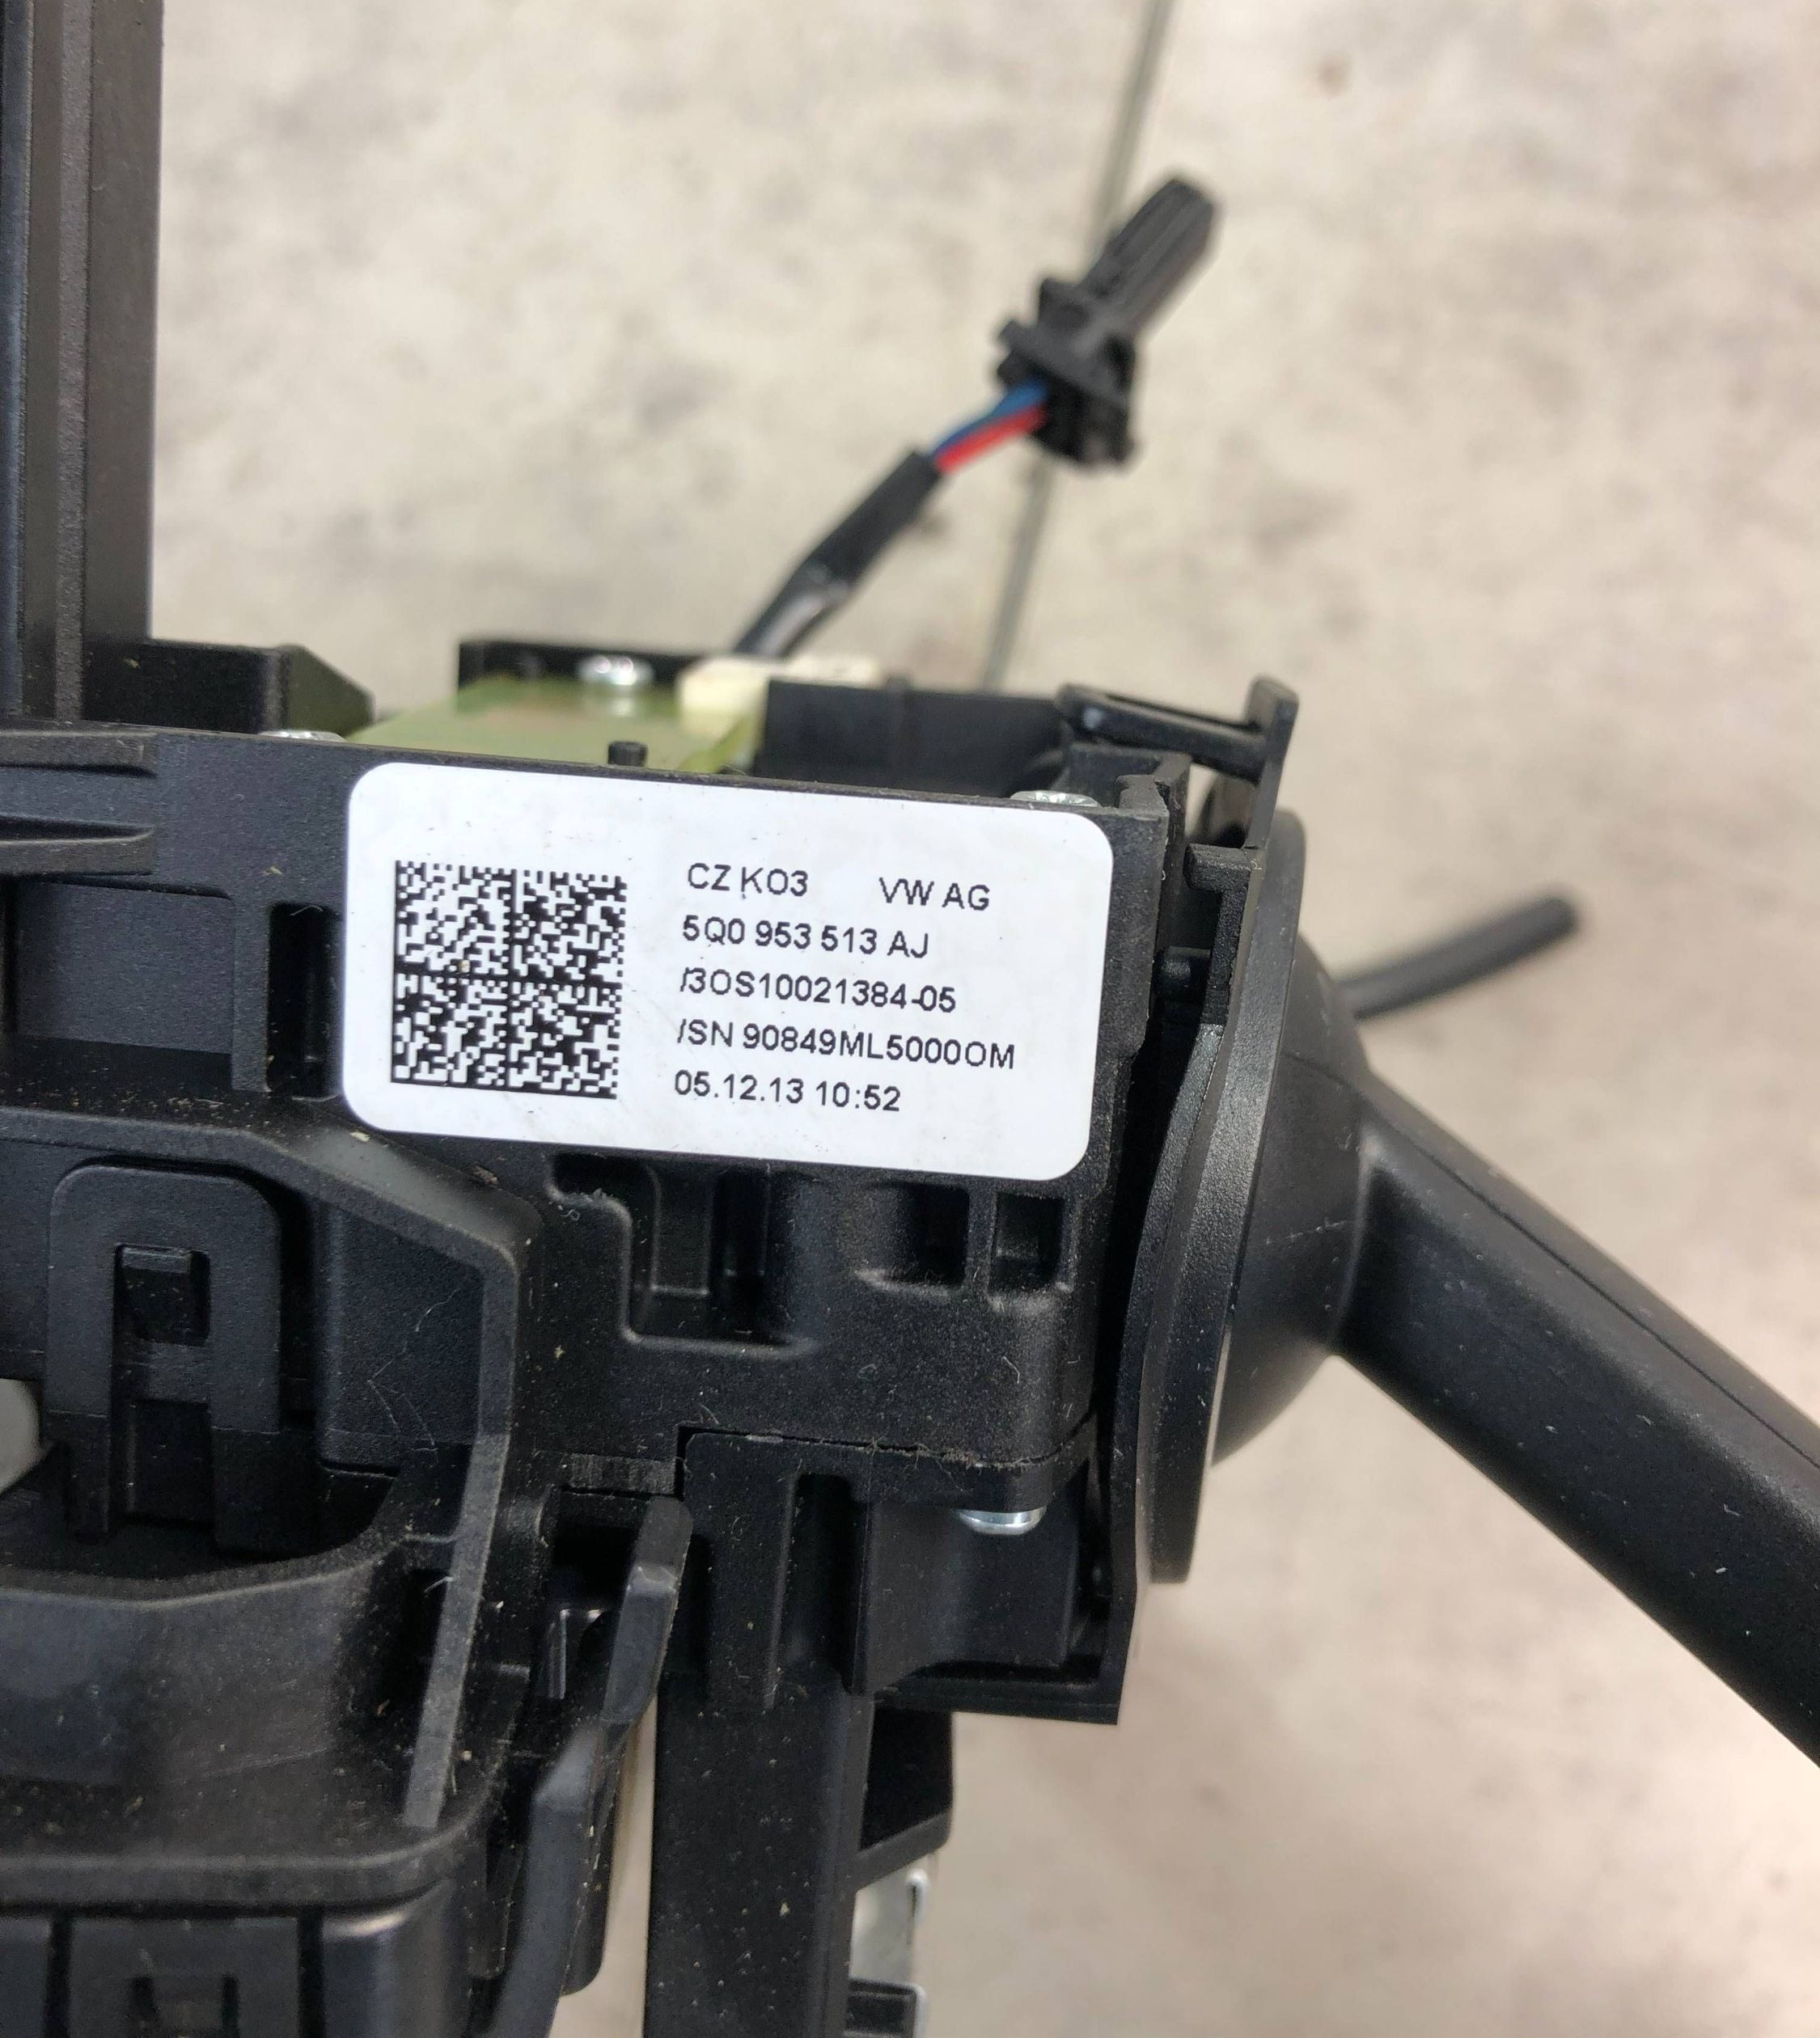 CZ KO3 VW AG
5Q0 953 513 AJ
/3OS10021384-05
/SN 90849ML5000OM
05.12.13 10:52